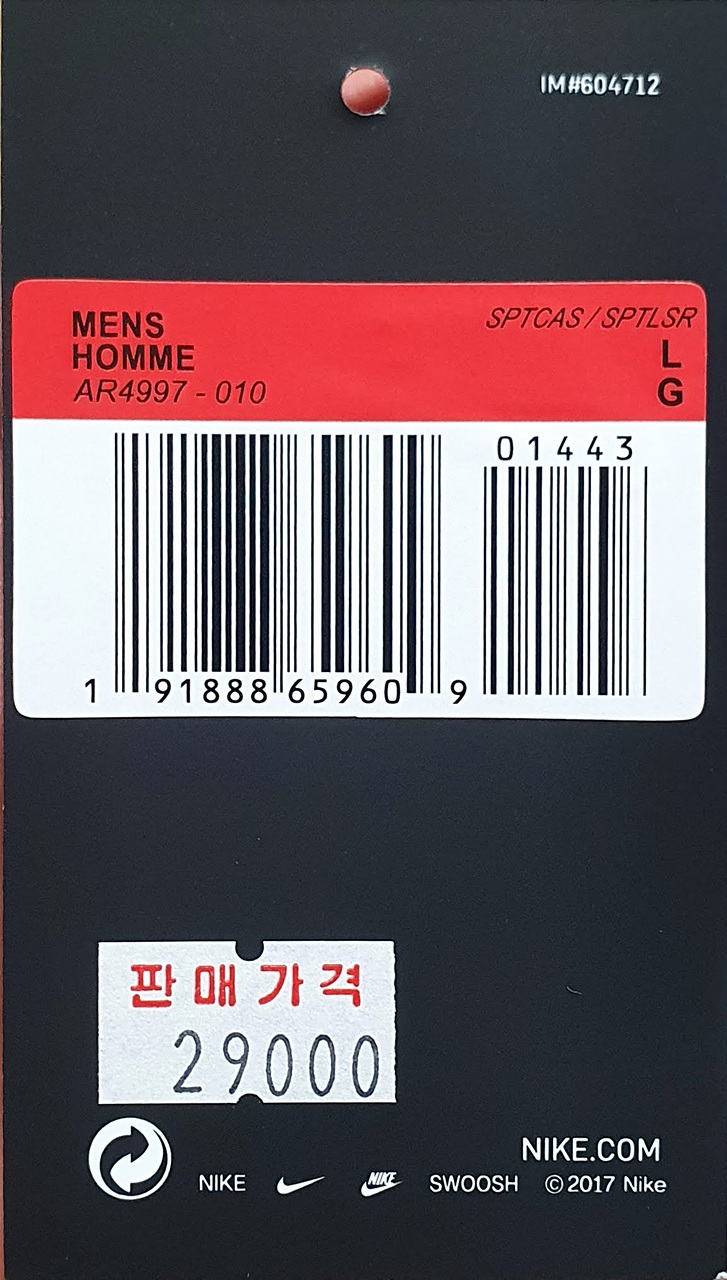 IM#604712
MENS
HOMME
AR4997 - 010
SPTCAS / SPTLSR
L
G
01443
1 91888 65960 9
판매가격
29000
NIKE.COM
NIKE NIKE SWOOSH ©2017 Nike